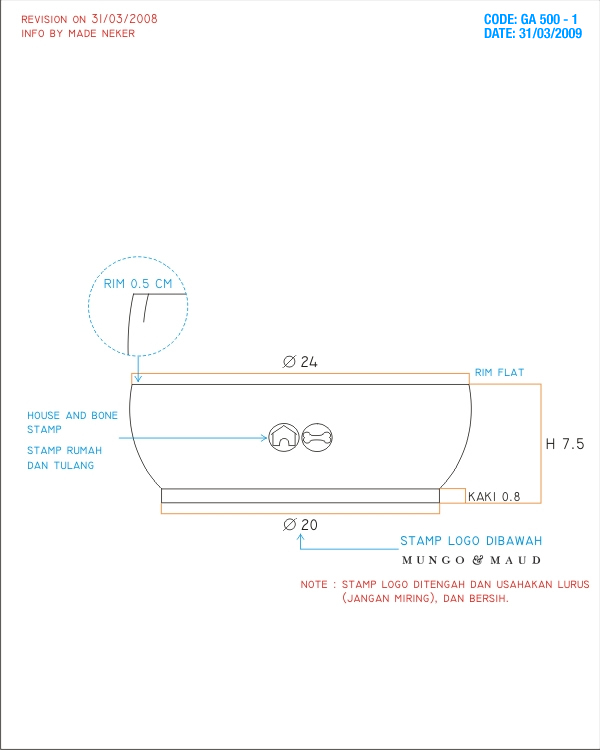 REVISION ON 31/03/2008
INFO BY MADE NEKER
CODE: GA 500 - 1
DATE: 31/03/2009
RIM 0.5 CM
Ø 24
RIM FLAT
HOUSE AND BONE
STAMP
STAMP RUMAH
DAN TULANG
H 7.5
KAKI 0.8
Ø 20
STAMP LOGO DIBAWAH
MUNGO & MAUD
NOTE : STAMP LOGO DITENGAH DAN USAHAKAN LURUS
(JANGAN MIRING), DAN BERSIH.